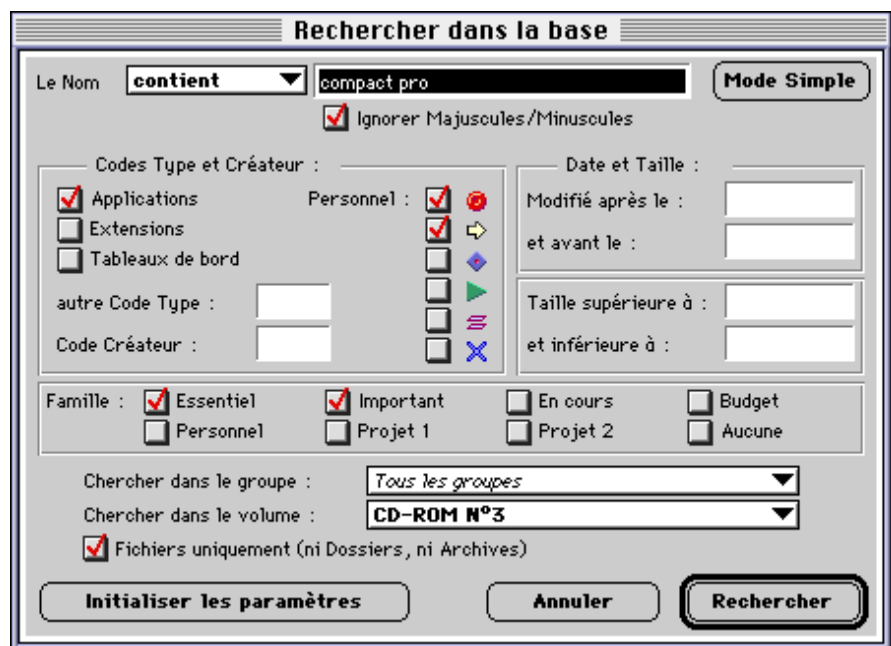 Rechercher dans la base
Le Nom contient compact pro Mode Simple
Ignorer Majuscules/Minuscules
Codes Type et Créateur : Date et Taille :
Applications Personnel : Modifié après le :
Extensions
Tableaux de bord et avant le :
autre Code Type : Taille supérieure à :
Code Créateur : et inférieure à :
Famille : Essentiel Important En cours Budget
Personnel Projet 1 Projet 2 Aucune
Chercher dans le groupe : Tous les groupes
Chercher dans le volume : CD-ROM N°3
Fichiers uniquement (ni Dossiers, ni Archives)
Initialiser les paramètres Annuler Rechercher